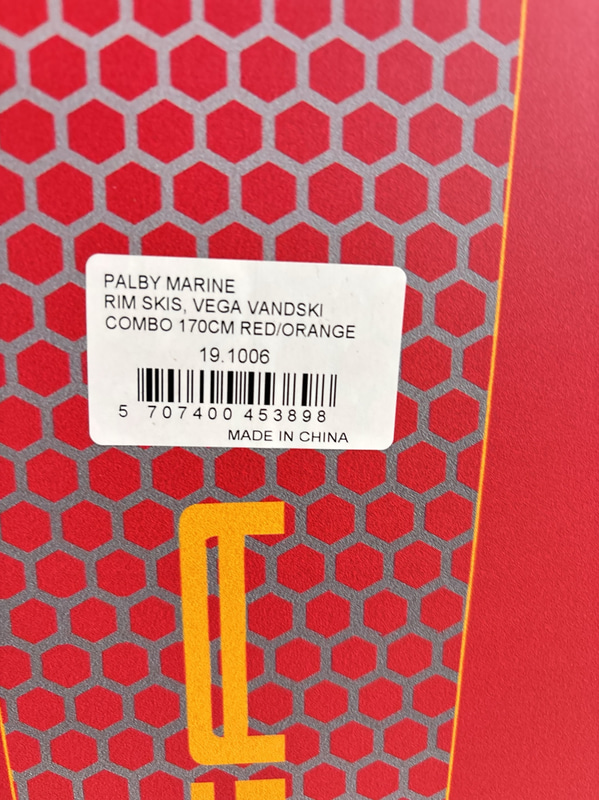 PALBY MARINE
RIM SKIS, VEGA VANDSKI
COMBO 170CM RED/ORANGE
19.1006
5 707400 453898
MADE IN CHINA